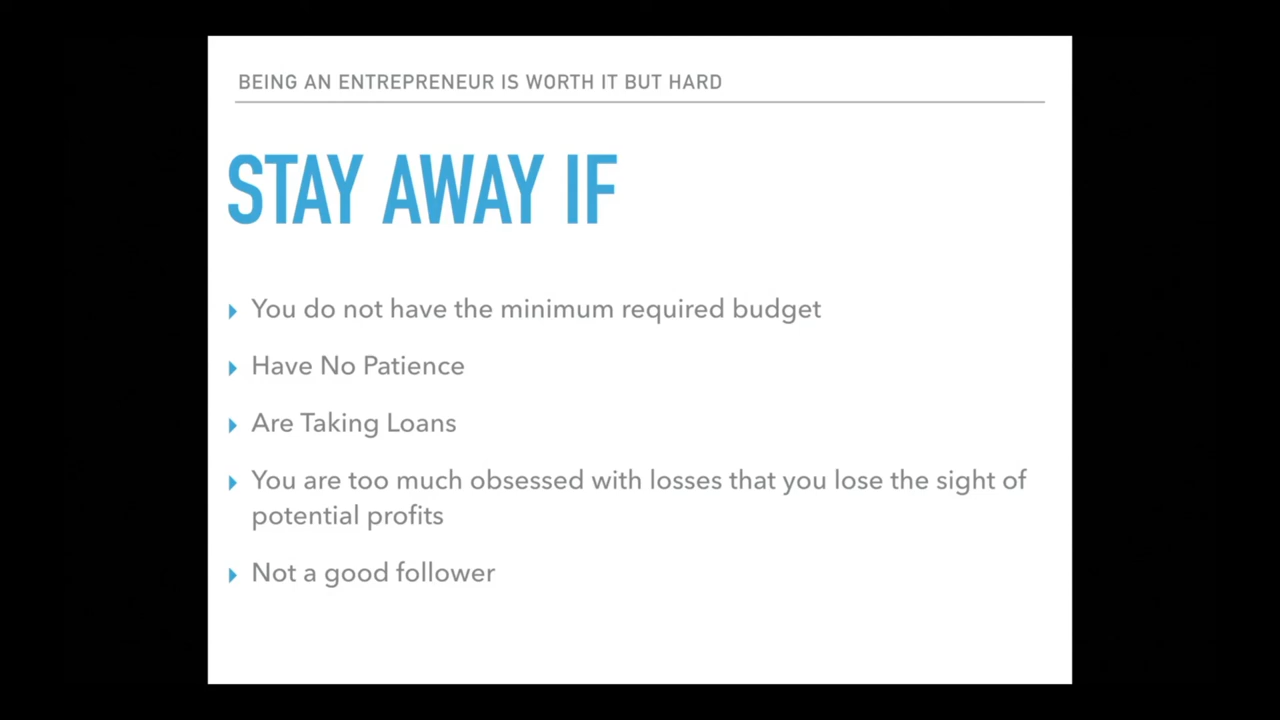 BEING AN ENTREPRENEUR IS WORTH IT BUT HARD
STAY AWAY IF
You do not have the minimum required budget
Have No Patience
Are Taking Loans
You are too much obsessed with losses that you lose the sight of
potential profits
Not a good follower